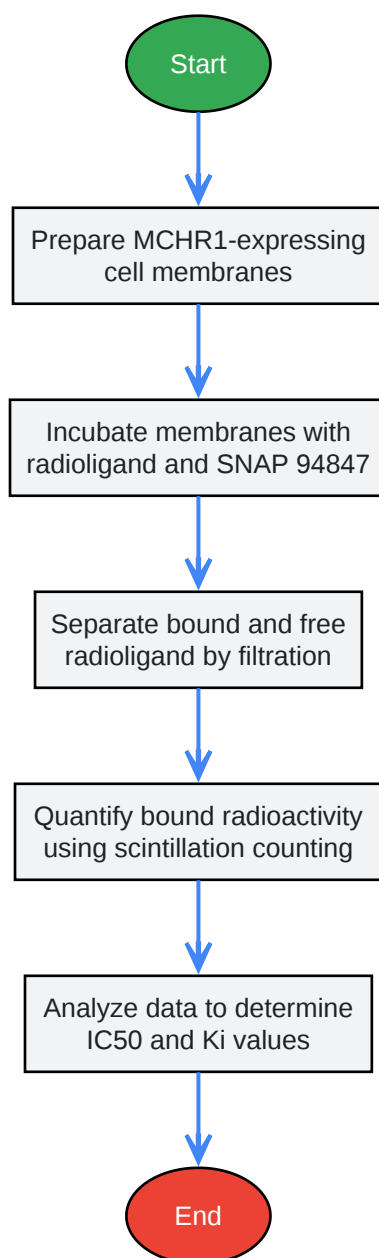 Start
Prepare MCHR1-expressing
cell membranes
Incubate membranes with
radioligand and SNAP 94847
Separate bound and free
radioligand by filtration
Quantify bound radioactivity
using scintillation counting
Analyze data to determine
IC50 and Ki values
End